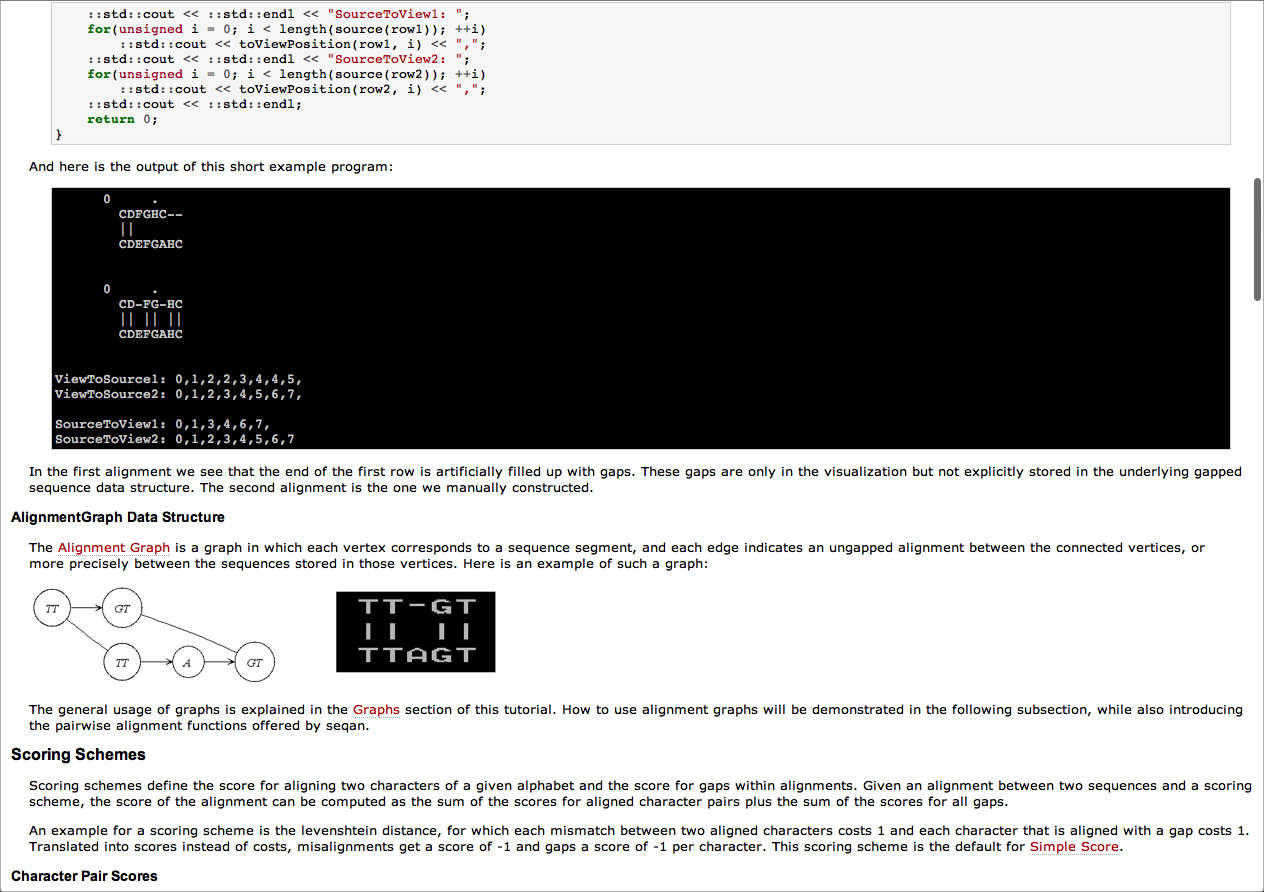 ::std::cout << ::std::endl << "SourceToView1: ";
for(unsigned i = 0; i < length(source(row1)); ++i)
::std::cout << toViewPosition(row1, i) << ",";
::std::cout << ::std::endl << "SourceToView2: ";
for(unsigned i = 0; i < length(source(row2)); ++i)
::std::cout << toViewPosition(row2, i) << ",";
::std::cout << ::std::endl;
return 0;
}
And here is the output of this short example program:
0     .
CDFGHC--
||
CDEFGAHC
0     .
CD-FG-HC
|| || ||
CDEFGAHC
ViewToSource1: 0,1,2,2,3,4,4,5,
ViewToSource2: 0,1,2,3,4,5,6,7,
SourceToView1: 0,1,3,4,6,7,
SourceToView2: 0,1,2,3,4,5,6,7
In the first alignment we see that the end of the first row is artificially filled up with gaps. These gaps are only in the visualization but not explicitly stored in the underlying gapped
sequence data structure. The second alignment is the one we manually constructed.
AlignmentGraph Data Structure
The Alignment Graph is a graph in which each vertex corresponds to a sequence segment, and each edge indicates an ungapped alignment between the connected vertices, or
more precisely between the sequences stored in those vertices. Here is an example of such a graph:
TT GT
TT A GT
TT-GT
|| ||
TTAGT
The general usage of graphs is explained in the Graphs section of this tutorial. How to use alignment graphs will be demonstrated in the following subsection, while also introducing
the pairwise alignment functions offered by seqan.
Scoring Schemes
Scoring schemes define the score for aligning two characters of a given alphabet and the score for gaps within alignments. Given an alignment between two sequences and a scoring
scheme, the score of the alignment can be computed as the sum of the scores for aligned character pairs plus the sum of the scores for all gaps.
An example for a scoring scheme is the levenshtein distance, for which each mismatch between two aligned characters costs 1 and each character that is aligned with a gap costs 1.
Translated into scores instead of costs, misalignments get a score of -1 and gaps a score of -1 per character. This scoring scheme is the default for Simple Score.
Character Pair Scores